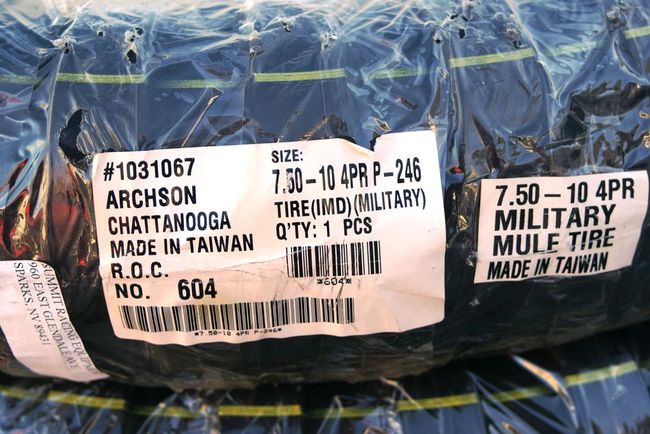 #1031067
ARCHSON
CHATTANOOGA
MADE IN TAIWAN
R.O.C.
NO. 604
SIZE:
7.50-10 4PR P-246
TIRE(IMD)(MILITARY)
Q'TY: 1 PCS
*604*
*7.50-10 4PR P-246*
7.50-10 4PR
MILITARY
MULE TIRE
MADE IN TAIWAN
SUMMIT RACING
960 EAST GLENDALE AVE
SPARKS, NV 89431